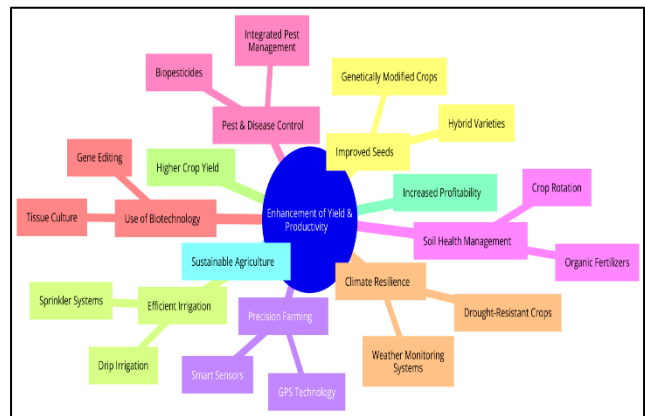 Integrated Pest
Management
Biopesticides
Genetically Modified Crops
Pest & Disease Control
Hybrid Varieties
Improved Seeds
Gene Editing
Higher Crop Yield
Increased Profitability
Crop Rotation
Tissue Culture
Use of Biotechnology
Enhancement of Yield &
Productivity
Soil Health Management
Sustainable Agriculture
Organic Fertilizers
Climate Resilience
Sprinkler Systems
Efficient Irrigation
Precision Farming
Drought-Resistant Crops
Drip Irrigation
Smart Sensors
Weather Monitoring
Systems
GPS Technology